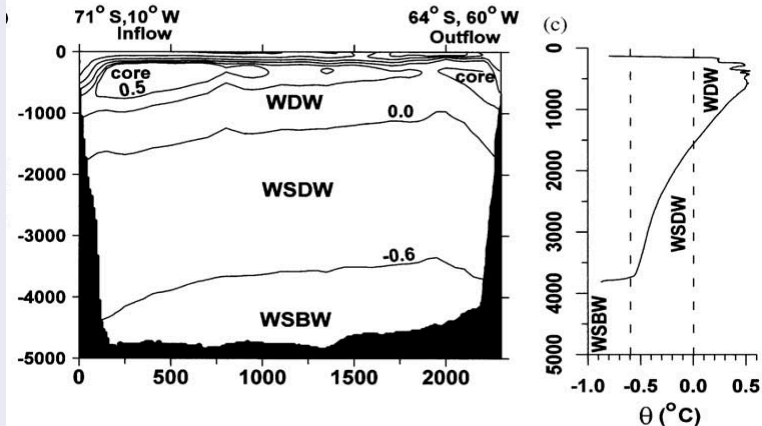 )
71° S,10° W
Inflow
64° S, 60° W
Outflow
0
-1000
-2000
-3000
-4000
-5000
core
0.5
core
WDW
0.0
WSDW
-0.6
WSBW
0 500 1000 1500 2000
(c)
0
1000
2000
3000
4000
5000
WDW
WSDW
WSBW
-1.0 -0.5 0.0 0.5
θ (°C)